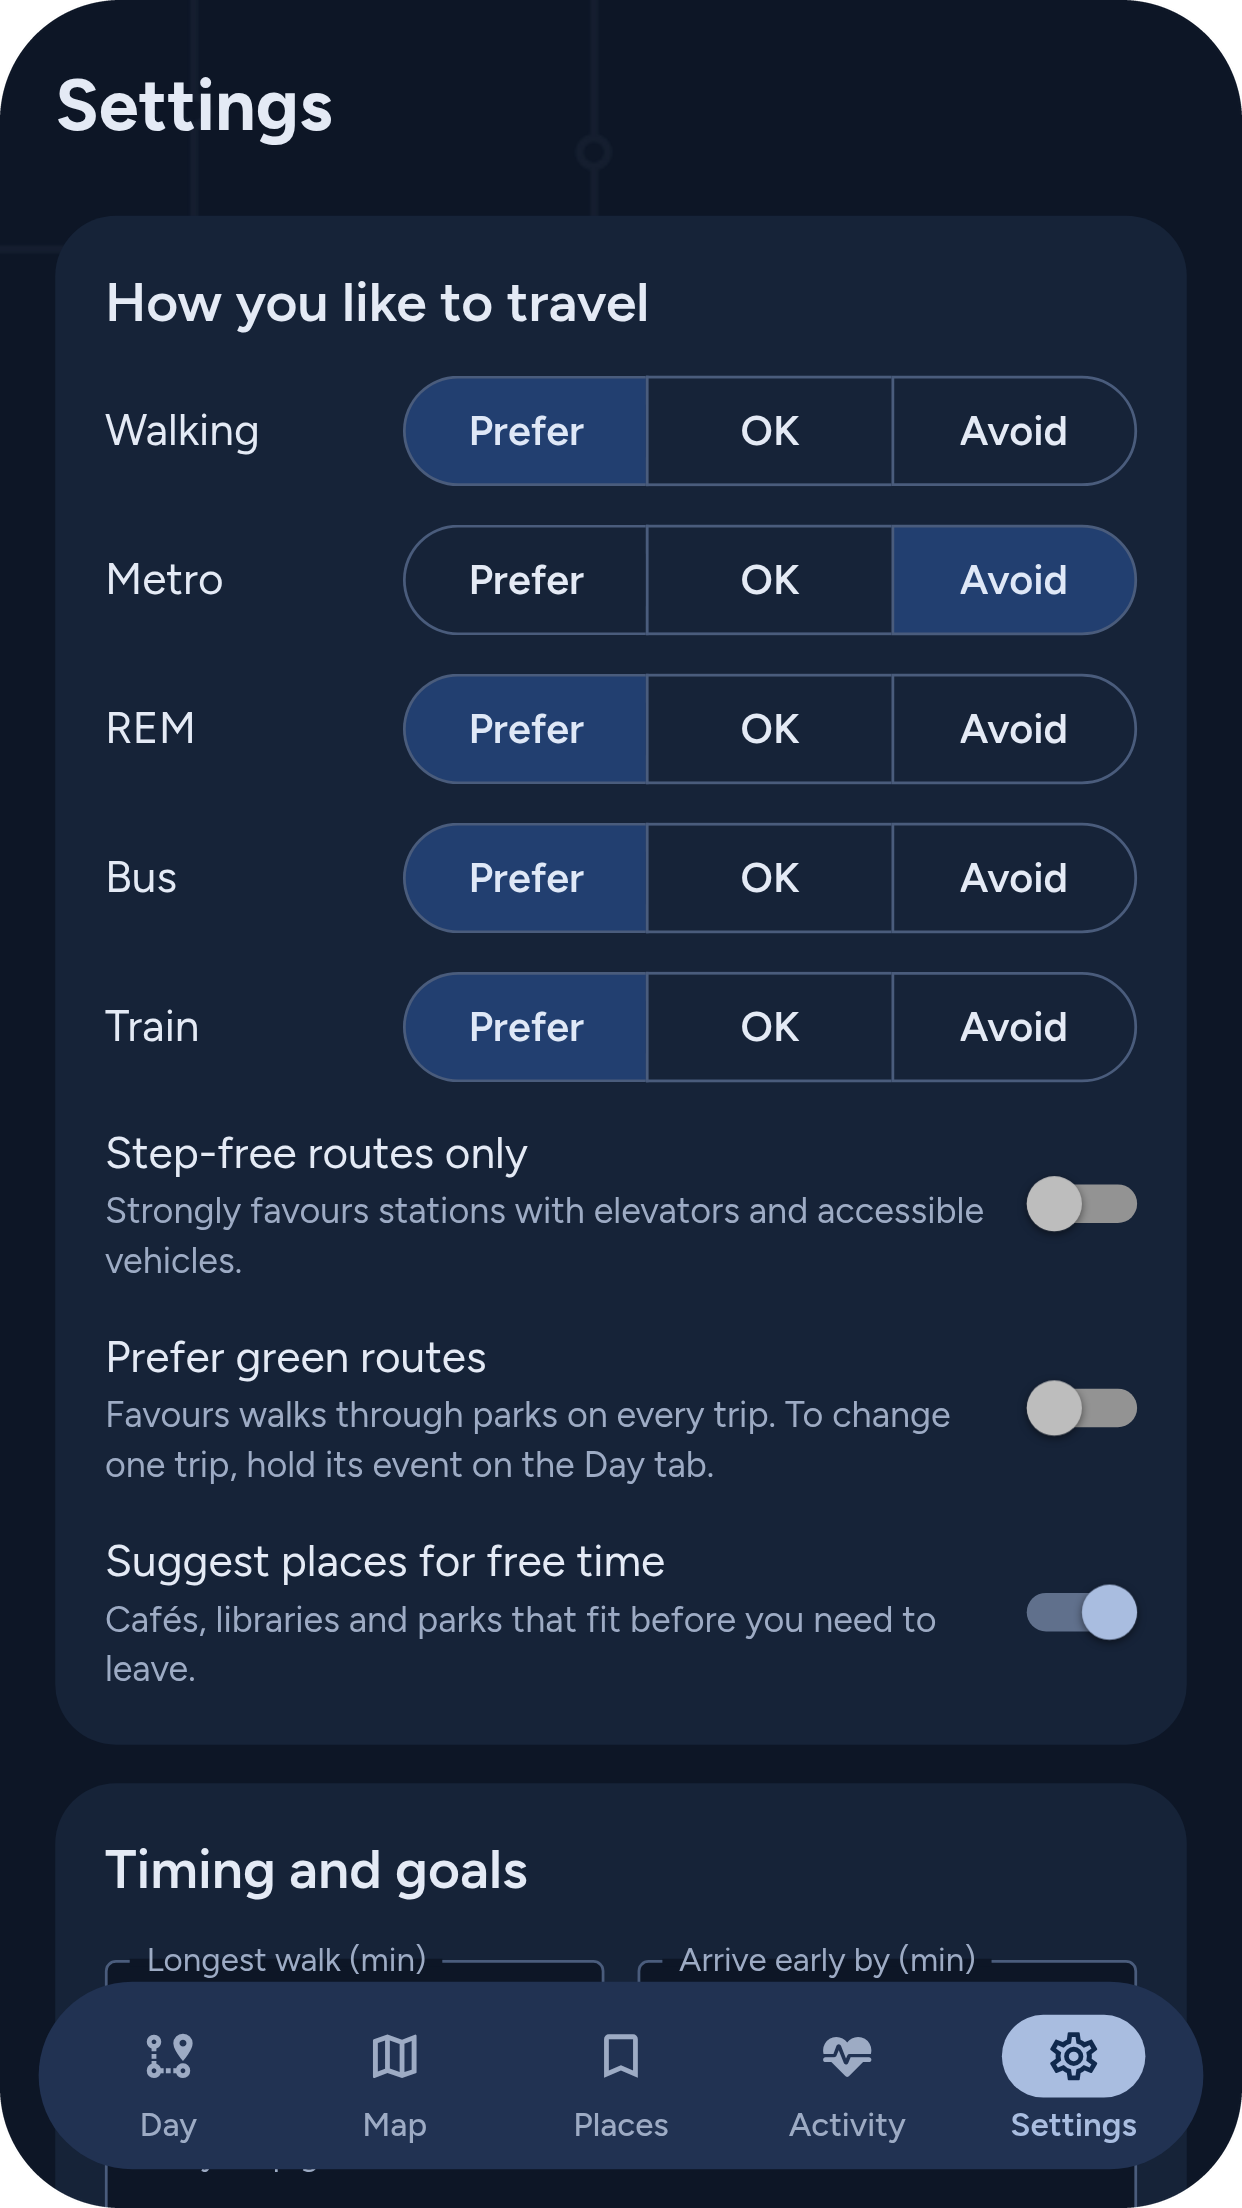 Settings
How you like to travel
Walking
Prefer
OK
Avoid
Metro
Prefer
OK
Avoid
REM
Prefer
OK
Avoid
Bus
Prefer
OK
Avoid
Train
Prefer
OK
Avoid
Step-free routes only
Strongly favours stations with elevators and accessible
vehicles.
Prefer green routes
Favours walks through parks on every trip. To change
one trip, hold its event on the Day tab.
Suggest places for free time
Cafés, libraries and parks that fit before you need to
leave.
Timing and goals
Longest walk (min)
Arrive early by (min)
Day
Map
Places
Activity
Settings